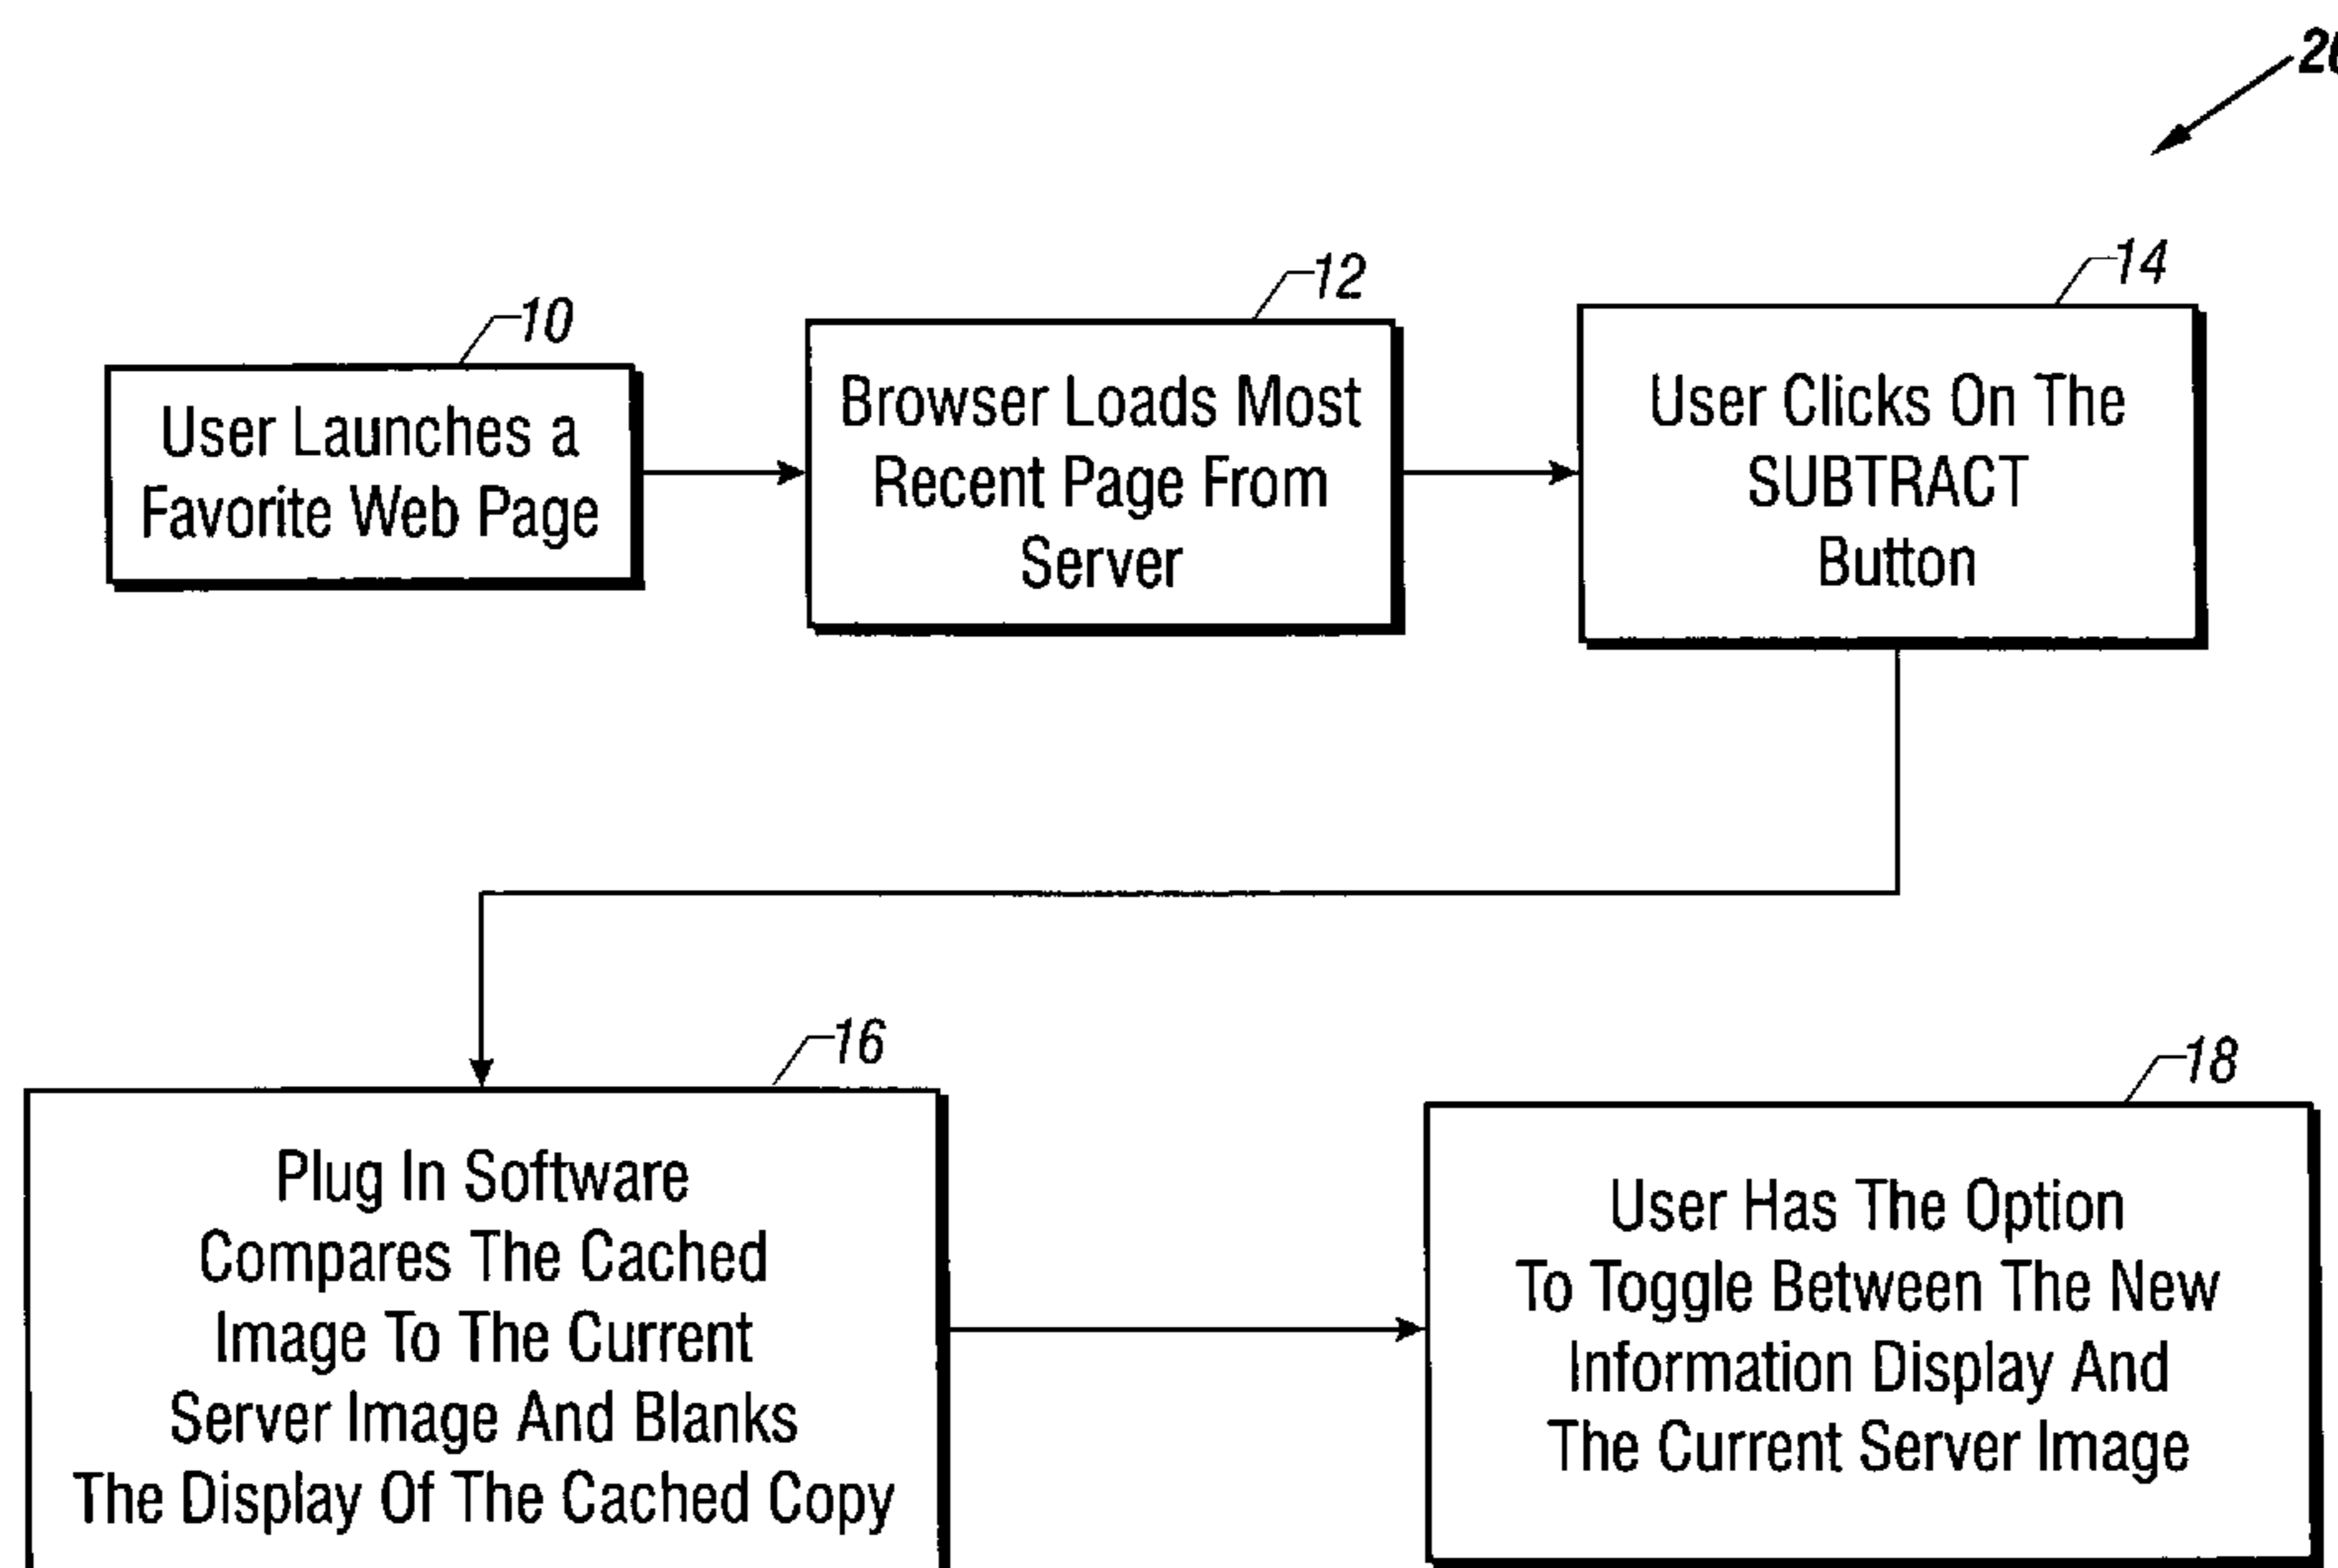 20
10
User Launches a
Favorite Web Page
12
Browser Loads Most
Recent Page From
Server
14
User Clicks On The
SUBTRACT
Button
16
Plug In Software
Compares The Cached
Image To The Current
Server Image And Blanks
The Display Of The Cached Copy
18
User Has The Option
To Toggle Between The New
Information Display And
The Current Server Image